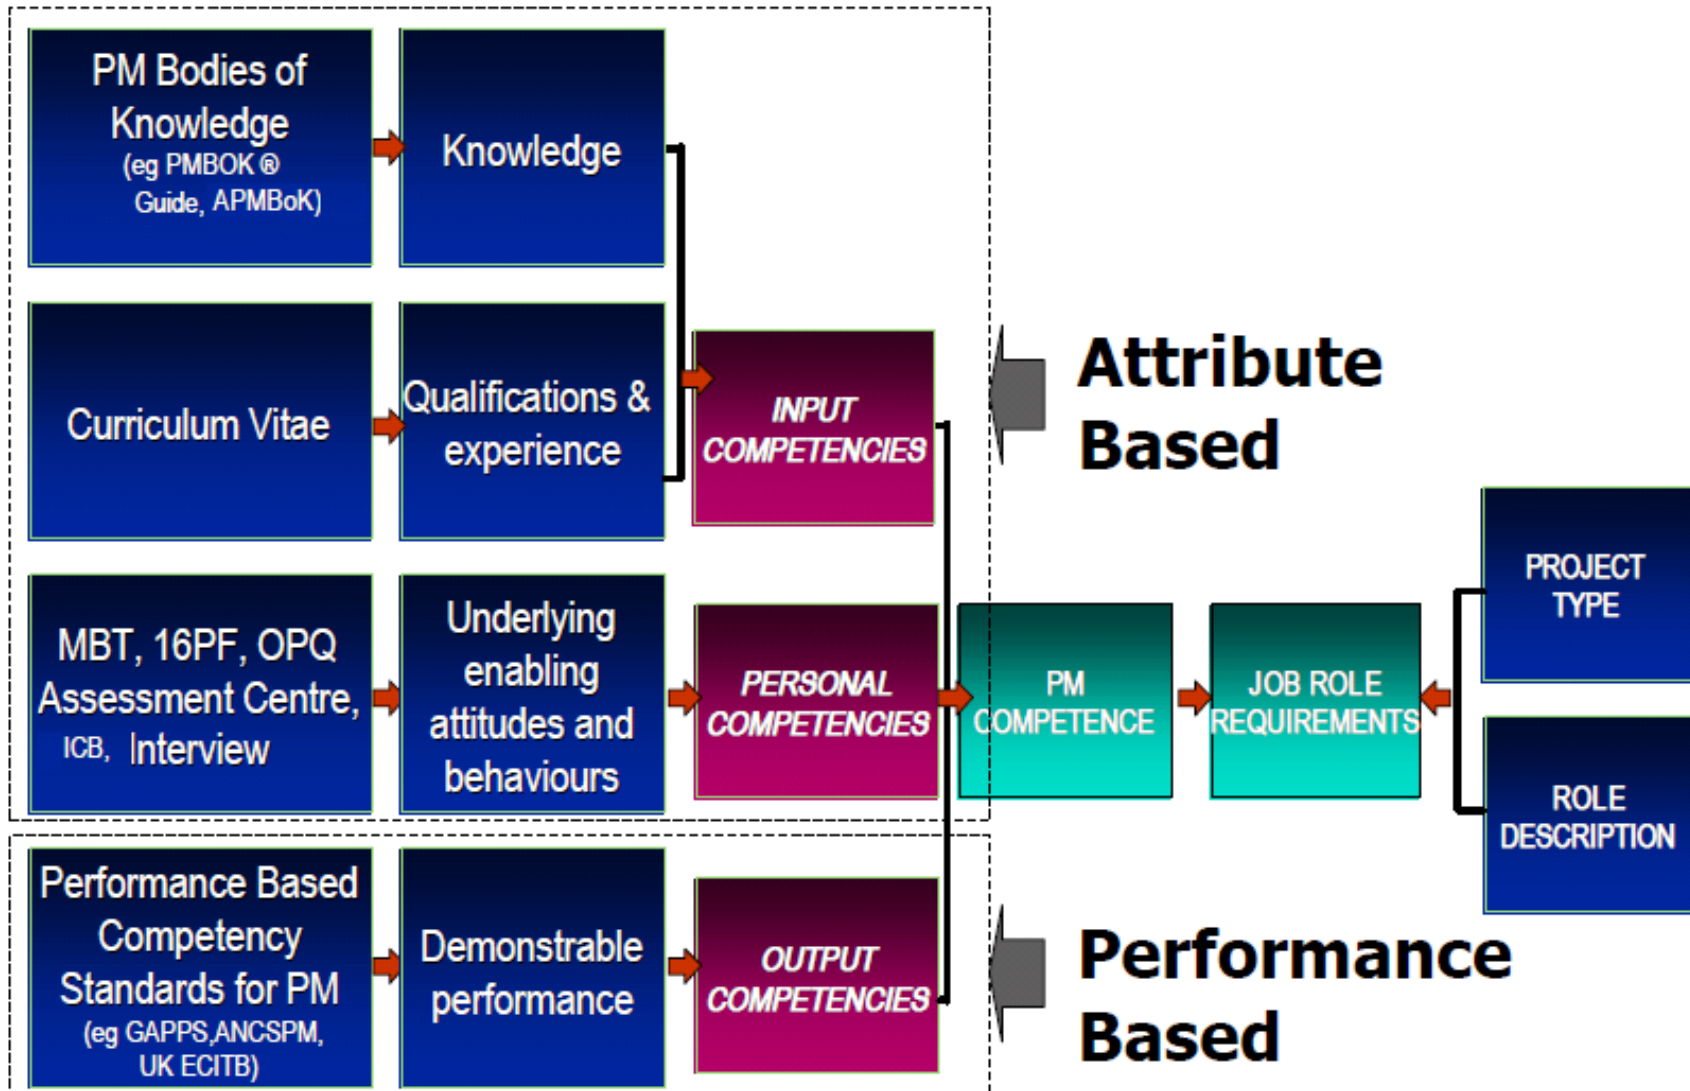 PM Bodies of
Knowledge
(eg PMBOK ®
Guide, APMBoK)
Knowledge
Curriculum Vitae
Qualifications &
experience
INPUT
COMPETENCIES
Attribute
Based
MBT, 16PF, OPQ
Assessment Centre,
ICB, Interview
Underlying
enabling
attitudes and
behaviours
PERSONAL
COMPETENCIES
PM
COMPETENCE
JOB ROLE
REQUIREMENTS
PROJECT
TYPE
ROLE
DESCRIPTION
Performance Based
Competency
Standards for PM
(eg GAPPS,ANCSPM,
UK ECITB)
Demonstrable
performance
OUTPUT
COMPETENCIES
Performance
Based